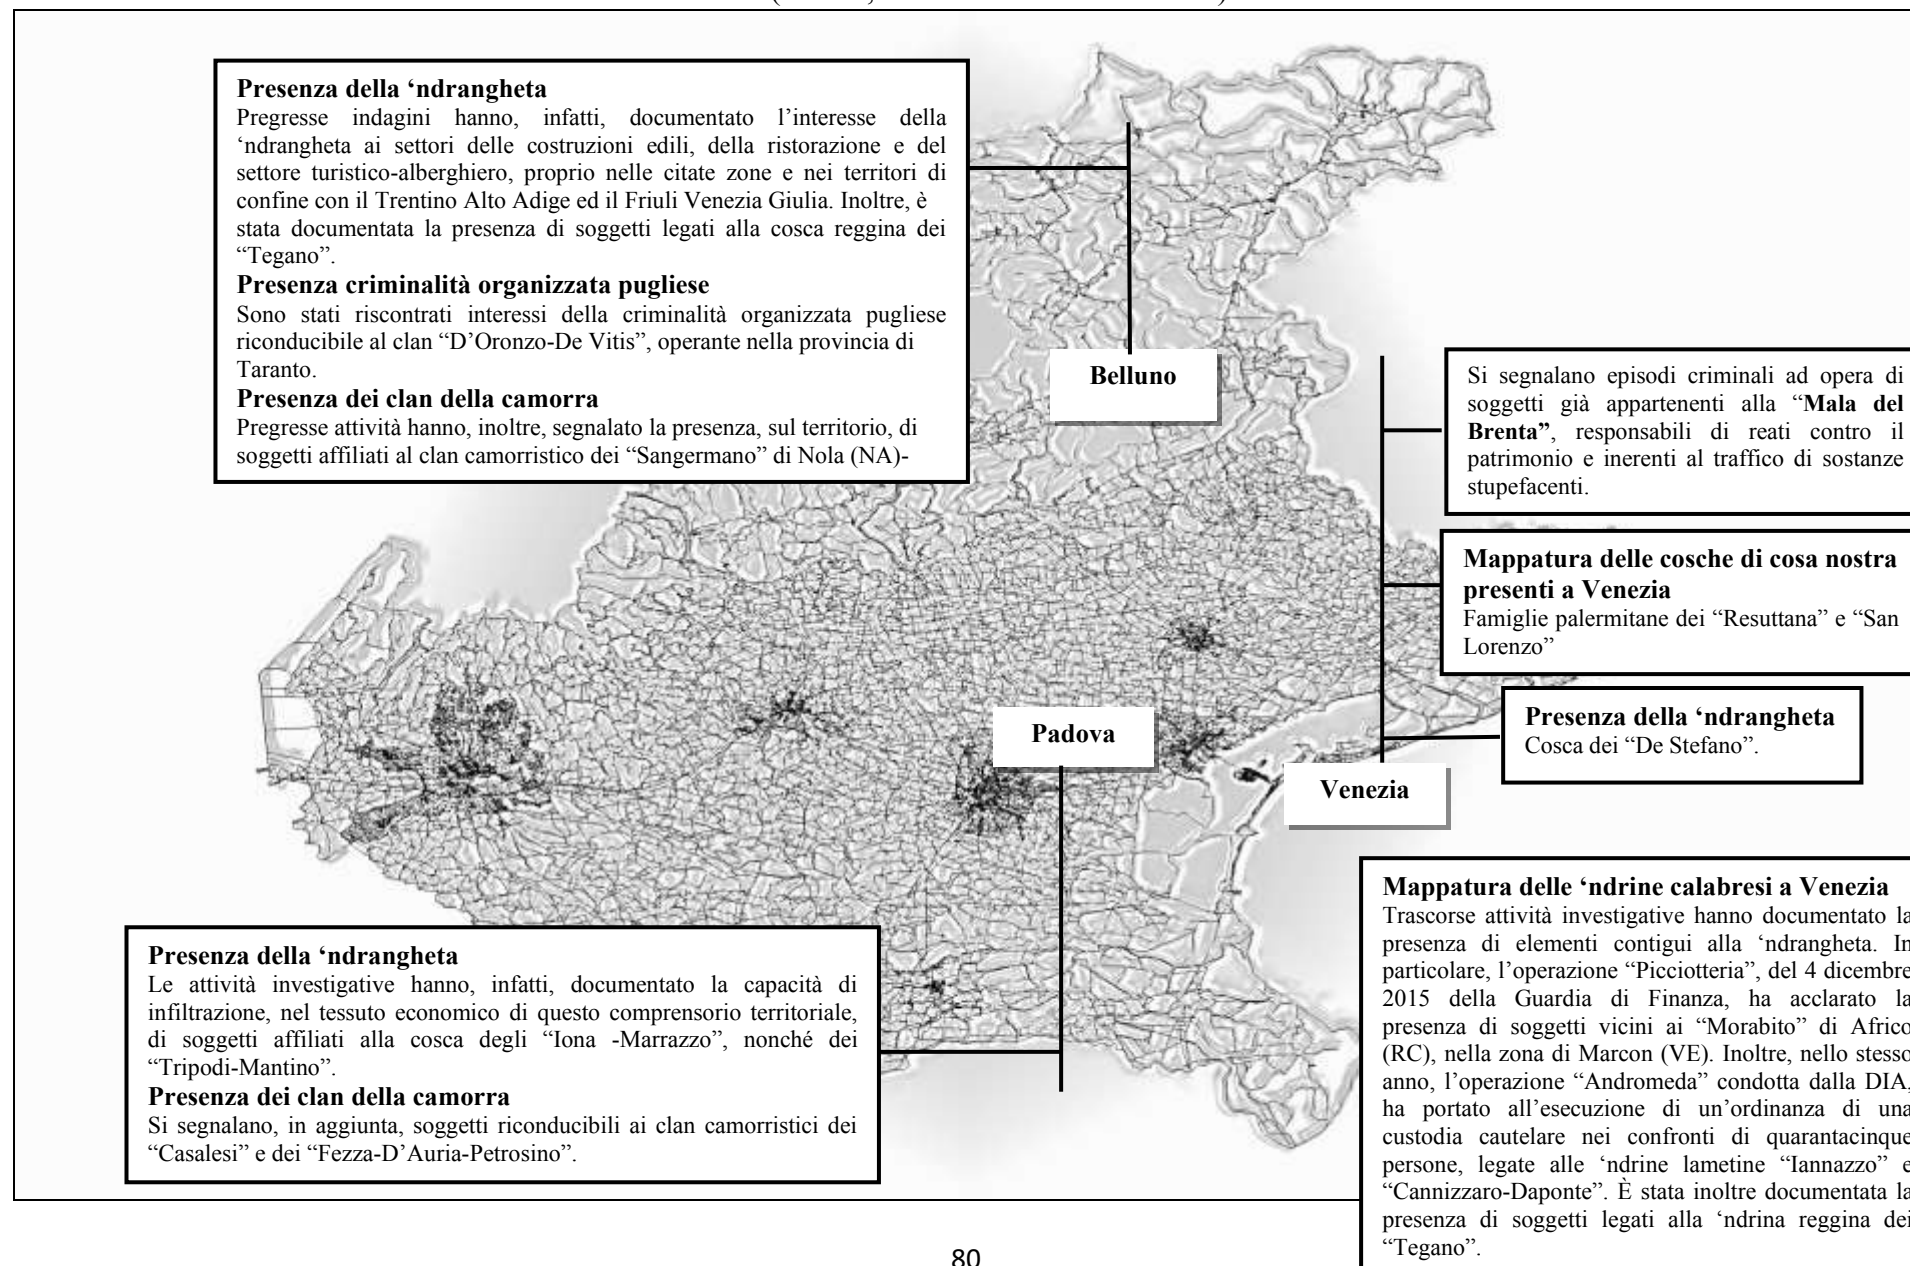 Presenza della ‘ndrangheta
Pregresse indagini hanno, infatti, documentato l’interesse della
‘ndrangheta ai settori delle costruzioni edili, della ristorazione e del
settore turistico-alberghiero, proprio nelle citate zone e nei territori di
confine con il Trentino Alto Adige ed il Friuli Venezia Giulia. Inoltre, è
stata documentata la presenza di soggetti legati alla cosca reggina dei
“Tegano”.
Presenza criminalità organizzata pugliese
Sono stati riscontrati interessi della criminalità organizzata pugliese
riconducibile al clan “D’Oronzo-De Vitis”, operante nella provincia di
Taranto.
Presenza dei clan della camorra
Pregresse attività hanno, inoltre, segnalato la presenza, sul territorio, di
soggetti affiliati al clan camorristico dei “Sangermano” di Nola (NA)-
Belluno
Si segnalano episodi criminali ad opera di
soggetti già appartenenti alla “Mala del
Brenta”, responsabili di reati contro il
patrimonio e inerenti al traffico di sostanze
stupefacenti.
Mappatura delle cosche di cosa nostra
presenti a Venezia
Famiglie palermitane dei “Resuttana” e “San
Lorenzo”
Presenza della ‘ndrangheta
Cosca dei “De Stefano”.
Padova
Venezia
Presenza della ‘ndrangheta
Le attività investigative hanno, infatti, documentato la capacità di
infiltrazione, nel tessuto economico di questo comprensorio territoriale,
di soggetti affiliati alla cosca degli “Iona -Marrazzo”, nonché dei
“Tripodi-Mantino”.
Presenza dei clan della camorra
Si segnalano, in aggiunta, soggetti riconducibili ai clan camorristici dei
“Casalesi” e dei “Fezza-D’Auria-Petrosino”.
Mappatura delle ‘ndrine calabresi a Venezia
Trascorse attività investigative hanno documentato la
presenza di elementi contigui alla ‘ndrangheta. In
particolare, l’operazione “Picciotteria”, del 4 dicembre
2015 della Guardia di Finanza, ha acclarato la
presenza di soggetti vicini ai “Morabito” di Africo
(RC), nella zona di Marcon (VE). Inoltre, nello stesso
anno, l’operazione “Andromeda” condotta dalla DIA,
ha portato all’esecuzione di un’ordinanza di una
custodia cautelare nei confronti di quarantacinque
persone, legate alle ‘ndrine lametine “Iannazzo” e
“Cannizzaro-Daponte”. È stata inoltre documentata la
presenza di soggetti legati alla ‘ndrina reggina dei
“Tegano”.
80